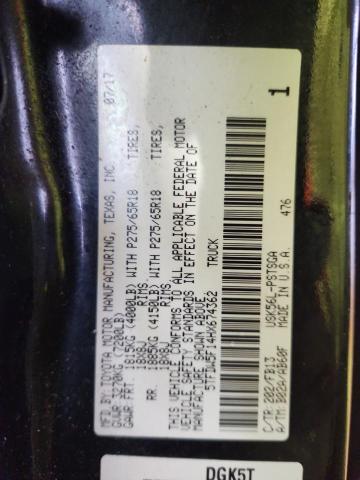 MFD.BY:TOYOTA MOTOR MANUFACTURING, TEXAS, INC. 07/17
GVWR:3270KG(7200LB)
GAWR FRT. 1815KG(4000LB)WITH P275/65R18 TIRES,
18X8J RIMS,
RR. 1885KG(4150LB)WITH P275/65R18 TIRES,
18X8J RIMS,
THIS VEHICLE CONFORMS TO ALL APPLICABLE FEDERAL MOTOR
VEHICLE SAFETY STANDARDS IN EFFECT ON THE DATE OF
MANUFACTURE SHOWN ABOVE.
5TFDW5F14HX674362 TRUCK
C/TR:202/FB13 USK56L-PSTSGA
A/TM:B02A/AB60F MADE IN U.S.A.
476
1
DGK5T